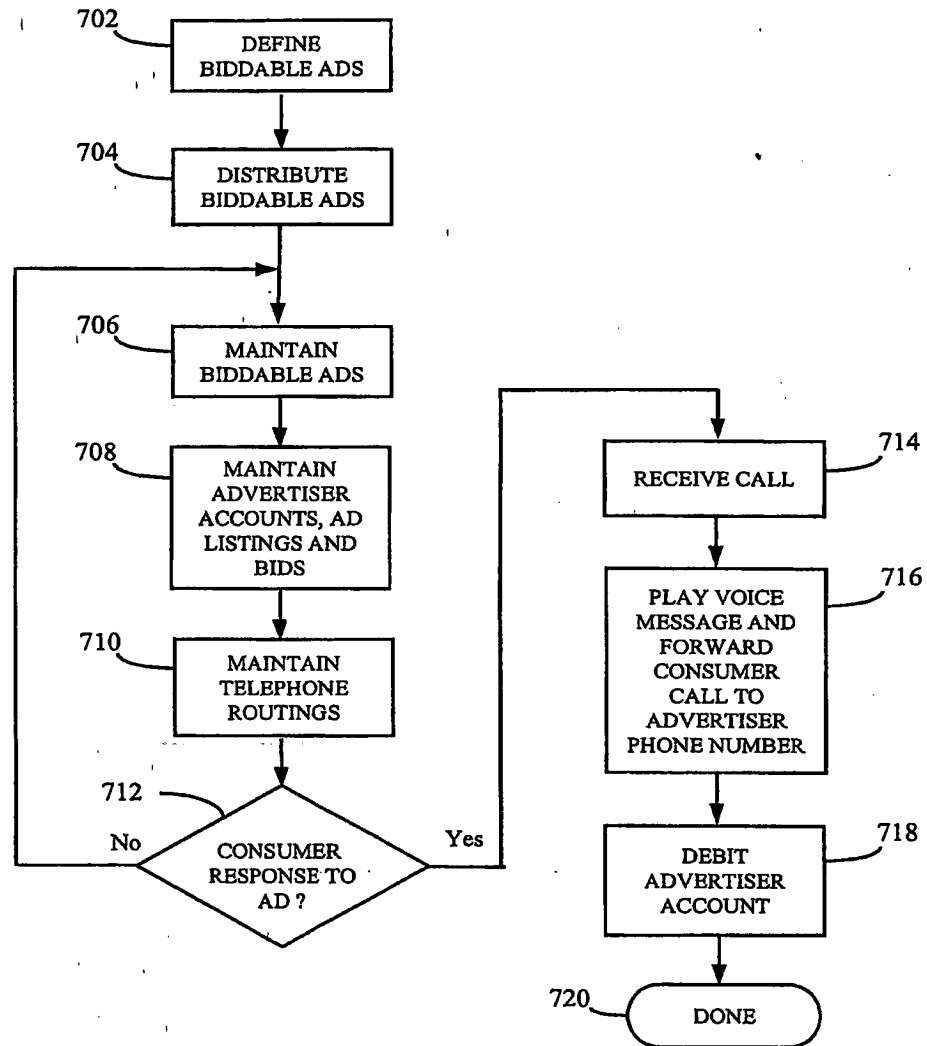 702
DEFINE
BIDDABLE ADS
704
DISTRIBUTE
BIDDABLE ADS
706
MAINTAIN
BIDDABLE ADS
708
MAINTAIN
ADVERTISER
ACCOUNTS, AD
LISTINGS AND
BIDS
710
MAINTAIN
TELEPHONE
ROUTINGS
712
No
Yes
CONSUMER
RESPONSE TO
AD ?
714
RECEIVE CALL
716
PLAY VOICE
MESSAGE AND
FORWARD
CONSUMER
CALL TO
ADVERTISER
PHONE NUMBER
718
DEBIT
ADVERTISER
ACCOUNT
720
DONE